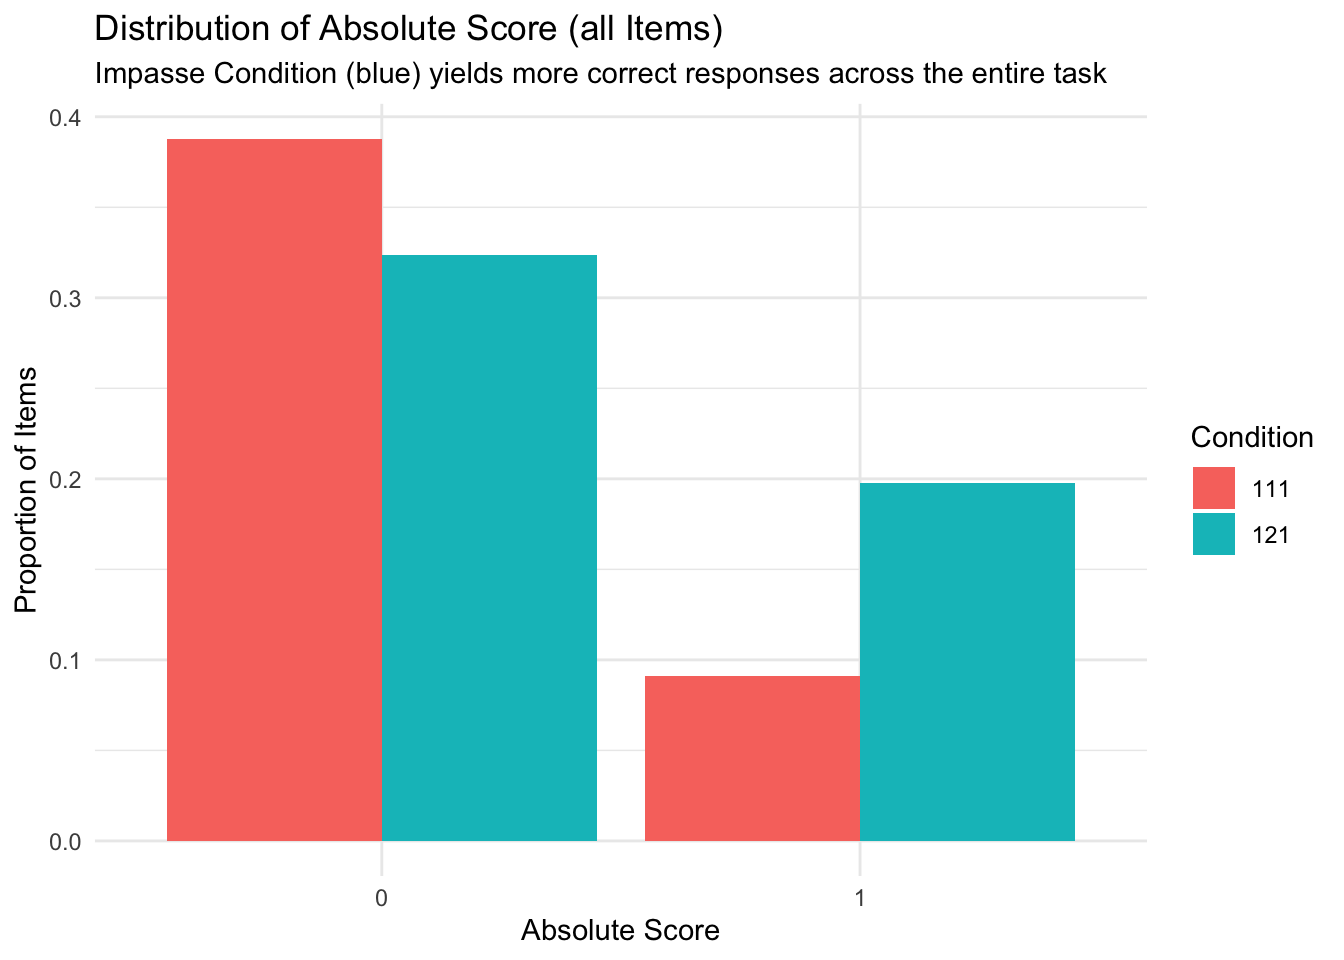 Distribution of Absolute Score (all Items)
Impasse Condition (blue) yields more correct responses across the entire task
0.4
0.3
0.2
0.1
0.0
Proportion of Items
0 1
Absolute Score
Condition
111
121